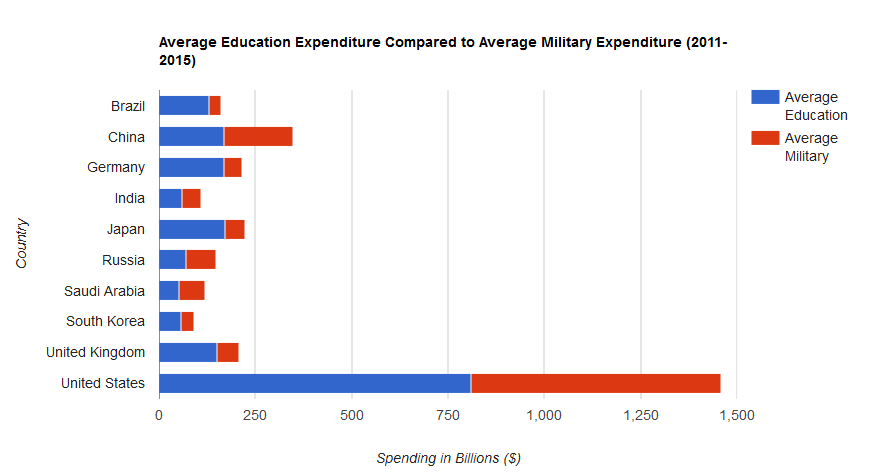 Average Education Expenditure Compared to Average Military Expenditure (2011-
2015)
Average
Education
Average
Military
Country
Brazil
China
Germany
India
Japan
Russia
Saudi Arabia
South Korea
United Kingdom
United States
0 250 500 750 1,000 1,250 1,500
Spending in Billions ($)